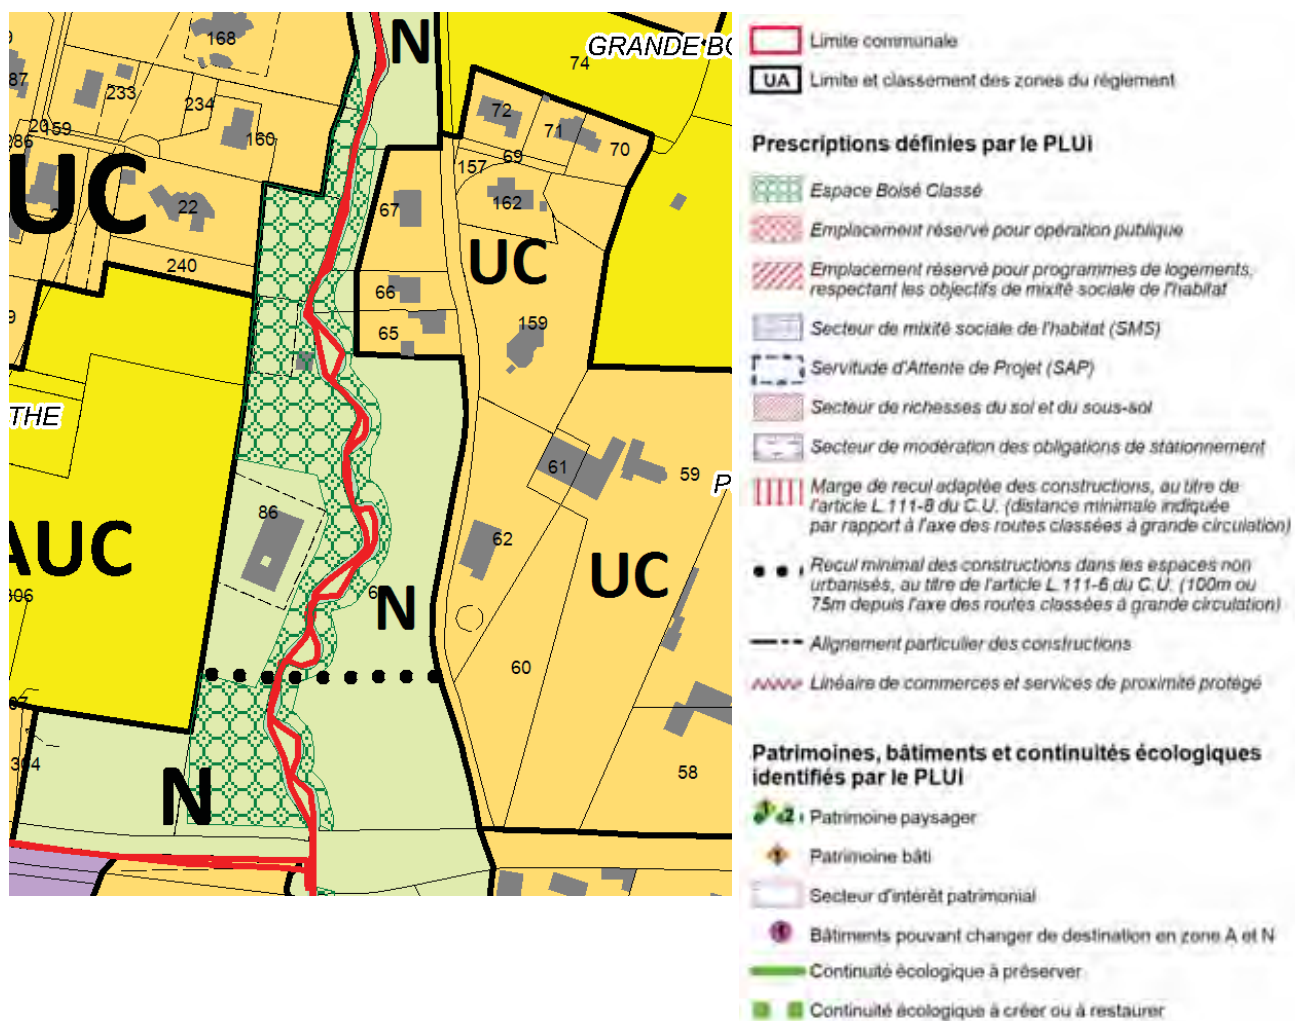 168
N
GRANDE BO
74
87
233
234
72
71
70
69
157
20
159
86
160
UC
22
67
162
UC
240
66
65
159
9
THE
61
59
P
86
62
AUC
UC
306
6
N
60
07
304
N
58
Limite communale
UA Limite et classement des zones du règlement
Prescriptions définies par le PLUi
Espace Boisé Classé
Emplacement réservé pour opération publique
Emplacement réservé pour programmes de logements,
respectant les objectifs de mixité sociale de l'habitat
Secteur de mixité sociale de l'habitat (SMS)
Servitude d'Attente de Projet (SAP)
Secteur de richesses du sol et du sous-sol
Secteur de modération des obligations de stationnement
Marge de recul adaptée des constructions, au titre de
l'article L.111-8 du C.U. (distance minimale indiquée
par rapport à l'axe des routes classées à grande circulation)
Recul minimal des constructions dans les espaces non
urbanisés, au titre de l'article L.111-6 du C.U. (100m ou
75m depuis l'axe des routes classées à grande circulation)
Alignement particulier des constructions
Linéaire de commerces et services de proximité protégé
Patrimoines, bâtiments et continuités écologiques
identifiés par le PLUi
Patrimoine paysager
Patrimoine bâti
Secteur d'intérêt patrimonial
Bâtiments pouvant changer de destination en zone A et N
Continuité écologique à préserver
Continuité écologique à créer ou à restaurer